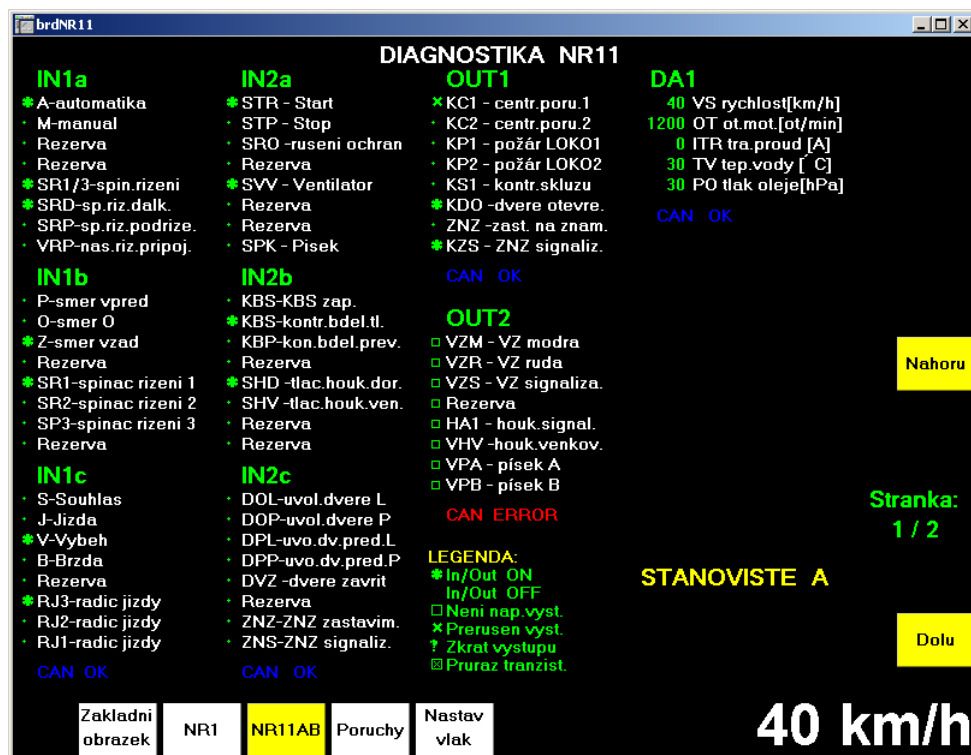 brdNR11
DIAGNOSTIKA NR11
IN1a
A-automatika
M-manual
Rezerva
Rezerva
SR1/3-spin.rizeni
SRD-sp.riz.dalk.
SRP-sp.riz.podrize.
VRP-nas.riz.pripoj.
IN1b
P-smer vpred
O-smer O
Z-smer vzad
Rezerva
SR1-spinac rizeni 1
SR2-spinac rizeni 2
SP3-spinac rizeni 3
Rezerva
IN1c
S-Souhlas
J-Jizda
V-Vybeh
B-Brzda
Rezerva
RJ3-radic jizdy
RJ2-radic jizdy
RJ1-radic jizdy
CAN OK
IN2a
STR - Start
STP - Stop
SRO -ruseni ochran
Rezerva
SVV - Ventilator
Rezerva
Rezerva
SPK - Pisek
IN2b
KBS-KBS zap.
KBS-kontr.bdel.tl.
KBP-kon.bdel.prev.
Rezerva
SHD -tlac.houk.dor.
SHV -tlac.houk.ven.
Rezerva
Rezerva
IN2c
DOL-uvol.dvere L
DOP-uvol.dvere P
DPL-uvo.dv.pred.L
DPP-uvo.dv.pred.P
DVZ -dvere zavrit
Rezerva
ZNZ-ZNZ zastavim.
ZNS-ZNZ signaliz.
CAN OK
OUT1
KC1 - centr.poru.1
KC2 - centr.poru.2
KP1 - požár LOKO1
KP2 - požár LOKO2
KS1 - kontr.skluzu
KDO -dvere otevre.
ZNZ -zast. na znam.
KZS - ZNZ signaliz.
CAN OK
OUT2
VZM - VZ modra
VZR - VZ ruda
VZS - VZ signaliza.
Rezerva
HA1 - houk.signal.
VHV -houk.venkov.
VPA - písek A
VPB - písek B
CAN ERROR
LEGENDA:
In/Out ON
In/Out OFF
Neni nap.vyst.
Prerusen vyst.
? Zkrat vystupu
Pruraz tranzist.
DA1
40 VS rychlost[km/h]
1200 OT ot.mot.[ot/min]
0 ITR tra.proud [A]
30 TV tep.vody [´ C]
30 PO tlak oleje[hPa]
CAN OK
Nahoru
Stranka:
1 / 2
STANOVISTE A
Dolu
Zakladni
obrazek
NR1
NR11AB
Poruchy
Nastav
vlak
40 km/h